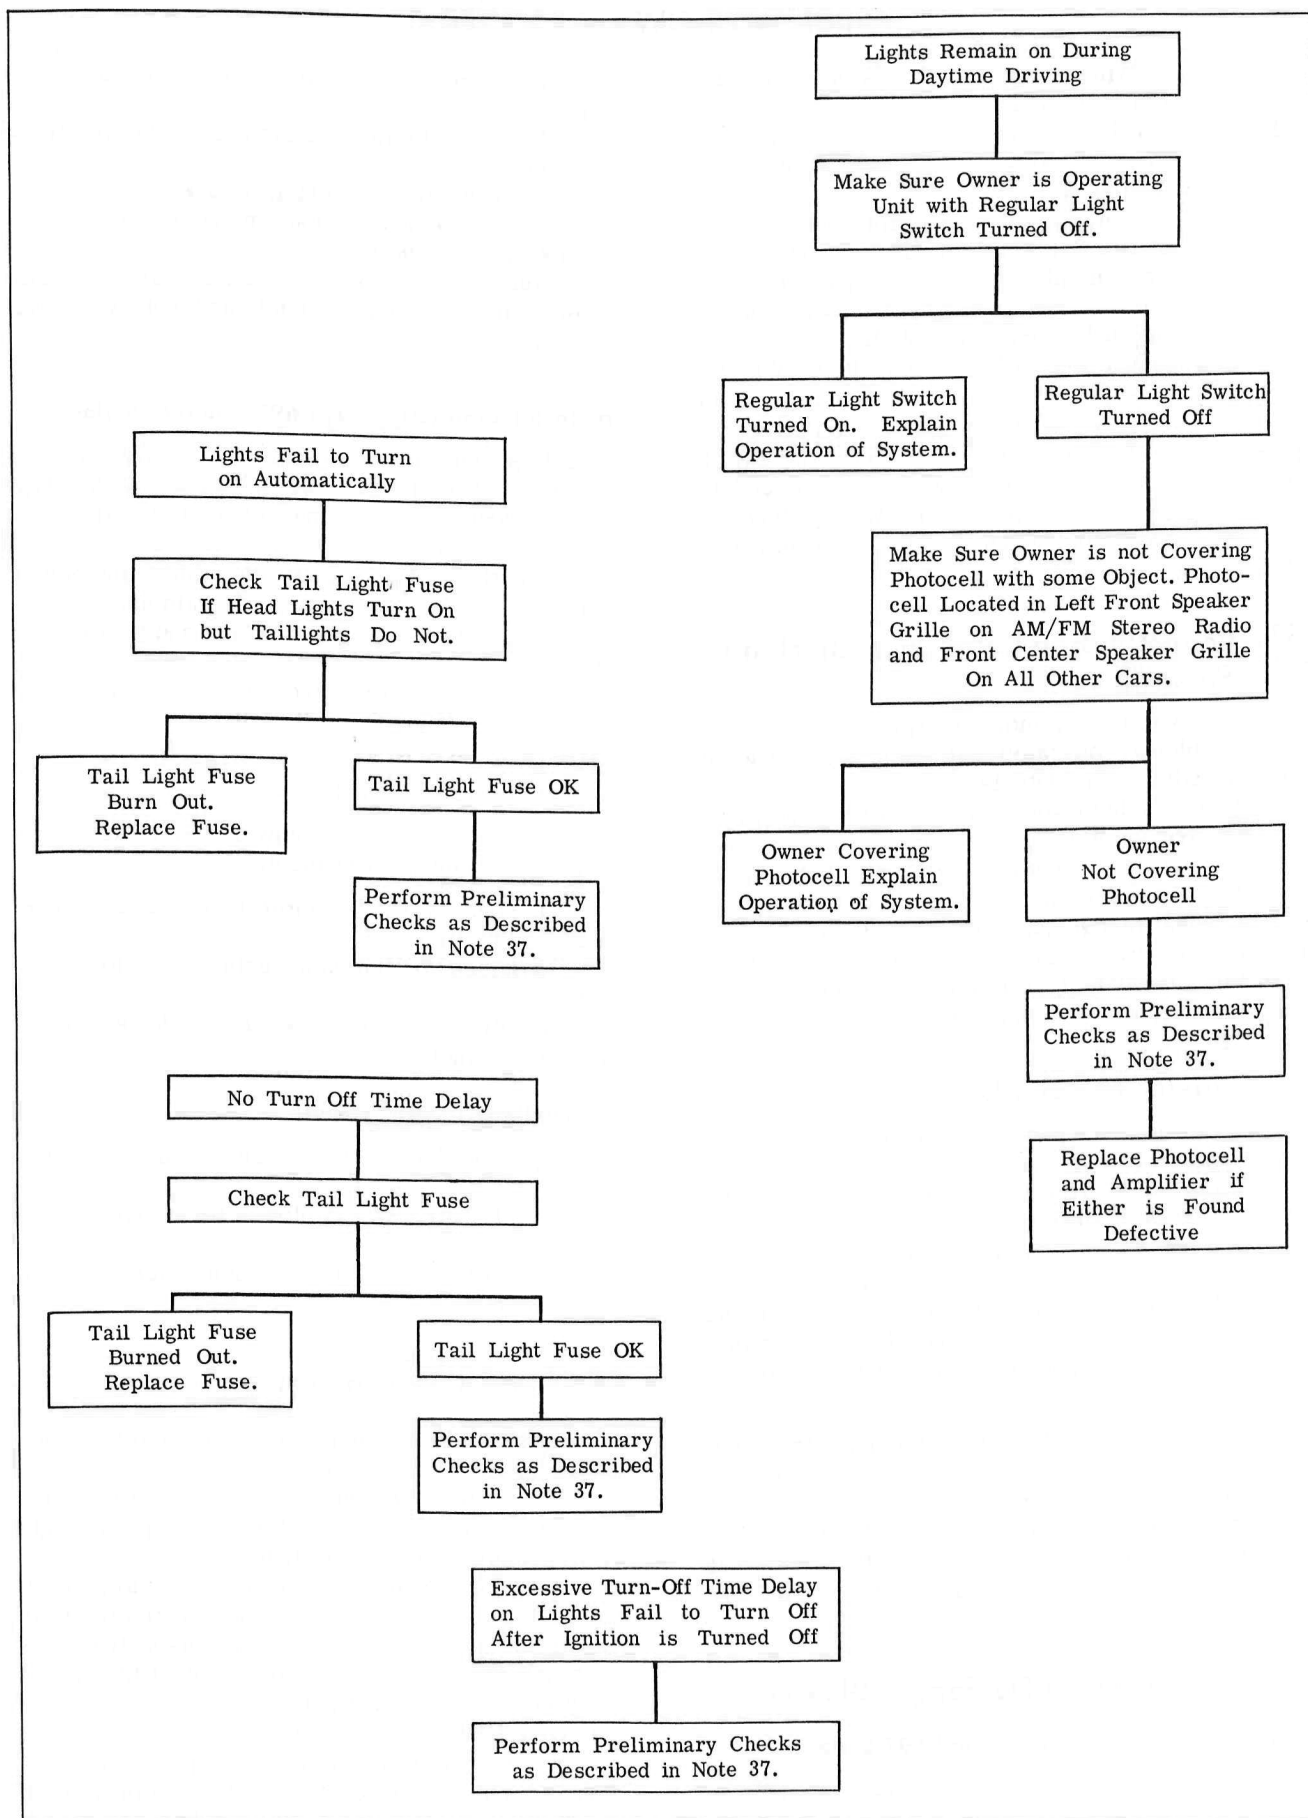 Lights Remain on During
Daytime Driving
Make Sure Owner is Operating
Unit with Regular Light
Switch Turned Off.
Regular Light Switch
Turned On. Explain
Operation of System.
Regular Light Switch
Turned Off
Make Sure Owner is not Covering
Photocell with some Object. Photo-
cell Located in Left Front Speaker
Grille on AM/FM Stereo Radio
and Front Center Speaker Grille
On All Other Cars.
Owner Covering
Photocell Explain
Operation of System.
Owner
Not Covering
Photocell
Perform Preliminary
Checks as Described
in Note 37.
Replace Photocell
and Amplifier if
Either is Found
Defective
Lights Fail to Turn
on Automatically
Check Tail Light Fuse
If Head Lights Turn On
but Taillights Do Not.
Tail Light Fuse
Burn Out.
Replace Fuse.
Tail Light Fuse OK
Perform Preliminary
Checks as Described
in Note 37.
No Turn Off Time Delay
Check Tail Light Fuse
Tail Light Fuse
Burned Out.
Replace Fuse.
Tail Light Fuse OK
Perform Preliminary
Checks as Described
in Note 37.
Excessive Turn-Off Time Delay
on Lights Fail to Turn Off
After Ignition is Turned Off
Perform Preliminary Checks
as Described in Note 37.